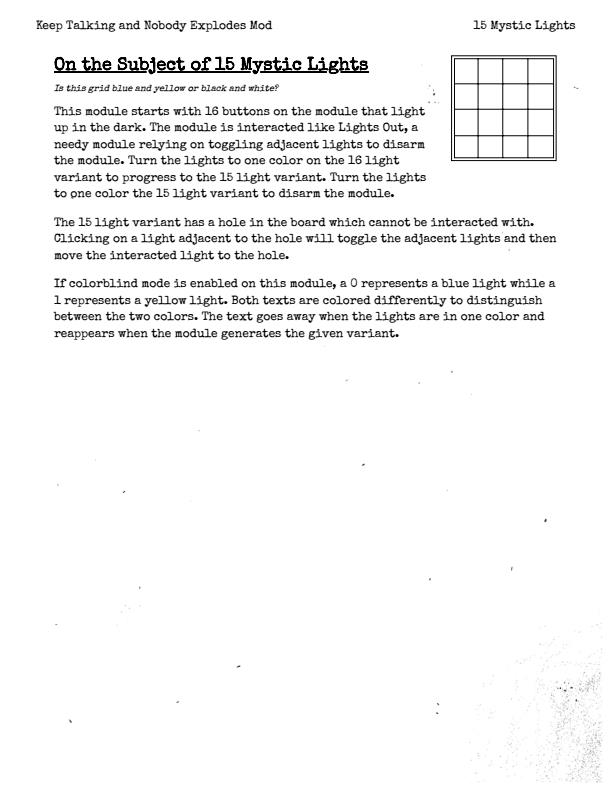 Keep Talking and Nobody Explodes Mod
15 Mystic Lights
On the Subject of 15 Mystic Lights
Is this grid blue and yellow or black and white?
This module starts with 16 buttons on the module that light
up in the dark. The module is interacted like Lights Out, a
needy module relying on toggling adjacent lights to disarm
the module. Turn the lights to one color on the 16 light
variant to progress to the 15 light variant. Turn the lights
to one color the 15 light variant to disarm the module.
The 15 light variant has a hole in the board which cannot be interacted with.
Clicking on a light adjacent to the hole will toggle the adjacent lights and then
move the interacted light to the hole.
If colorblind mode is enabled on this module, a 0 represents a blue light while a
1 represents a yellow light. Both texts are colored differently to distinguish
between the two colors. The text goes away when the lights are in one color and
reappears when the module generates the given variant.